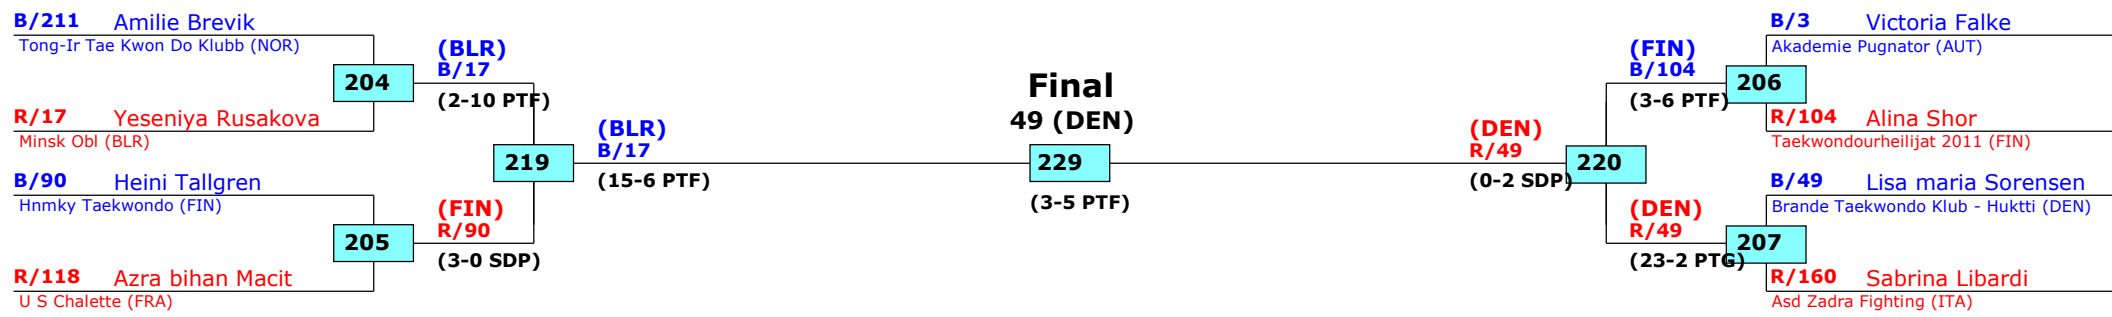 B/211 Amilie Brevik
Tong-Ir Tae Kwon Do Klubb (NOR)
204
R/17 Yeseniya Rusakova
Minsk Obl (BLR)
B/90 Heini Tallgren
Hnmky Taekwondo (FIN)
205
R/118 Azra bihan Macit
U S Chalette (FRA)
(BLR)
B/17
(2-10 PTF)
219
(FIN)
R/90
(3-0 SDP)
(BLR)
B/17
(15-6 PTF)
Final
49 (DEN)
229
(3-5 PTF)
(DEN)
R/49
(0-2 SDP)
220
(FIN)
B/104
(3-6 PTF)
(DEN)
R/49
(23-2 PTG)
B/3 Victoria Falke
Akademie Pugnator (AUT)
206
R/104 Alina Shor
Taekwondourheilijat 2011 (FIN)
B/49 Lisa maria Sorensen
Brande Taekwondo Klub - Huktti (DEN)
207
R/160 Sabrina Libardi
Asd Zadra Fighting (ITA)